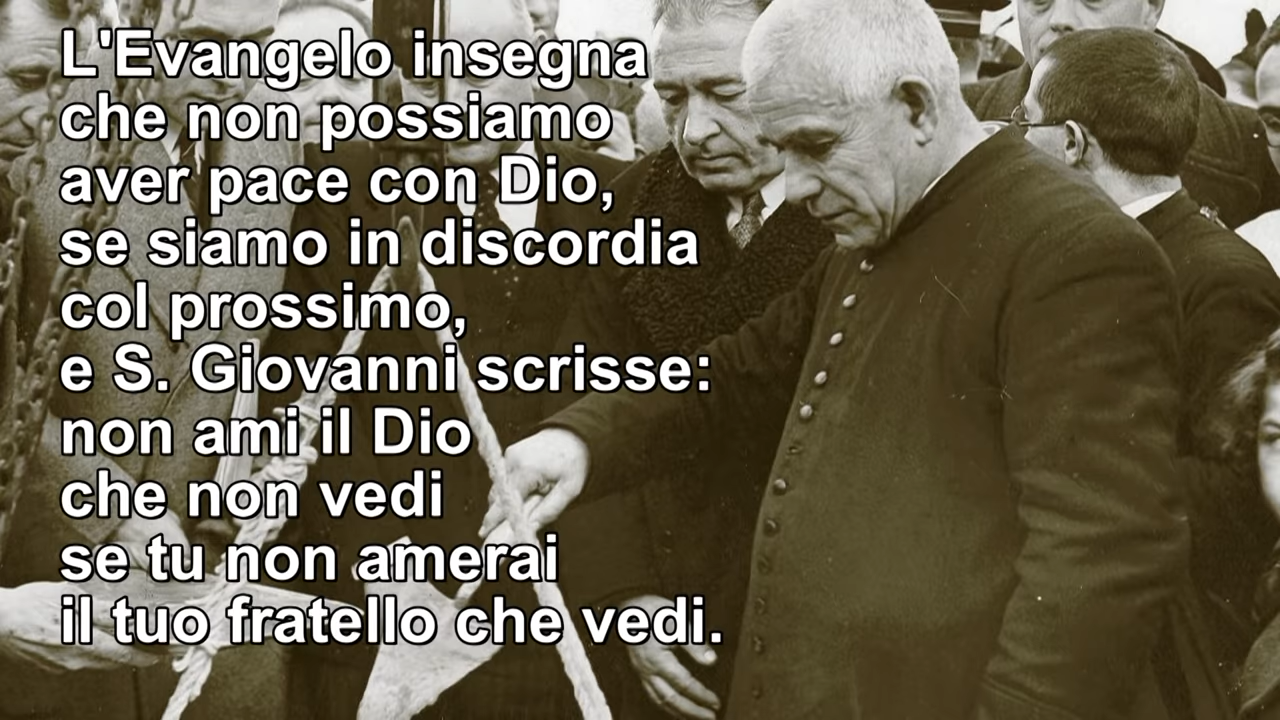 L'Evangelo insegna
che non possiamo
aver pace con Dio,
se siamo in discordia
col prossimo,
e S. Giovanni scrisse:
non ami il Dio
che non vedi
se tu non amerai
il tuo fratello che vedi.